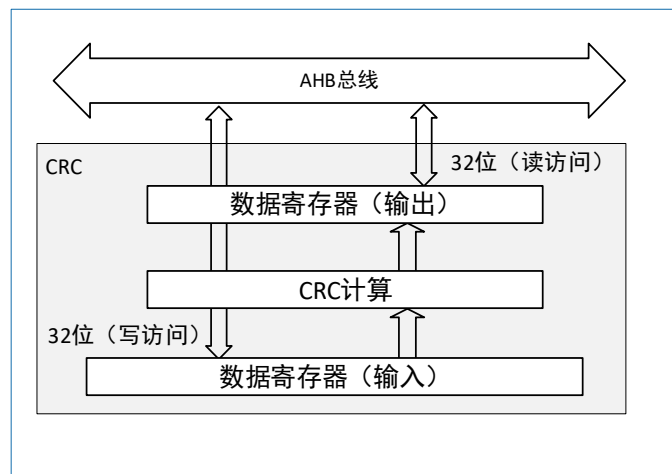 AHB总线
CRC
32位（读访问）
数据寄存器（输出）
CRC计算
32位（写访问）
数据寄存器（输入）